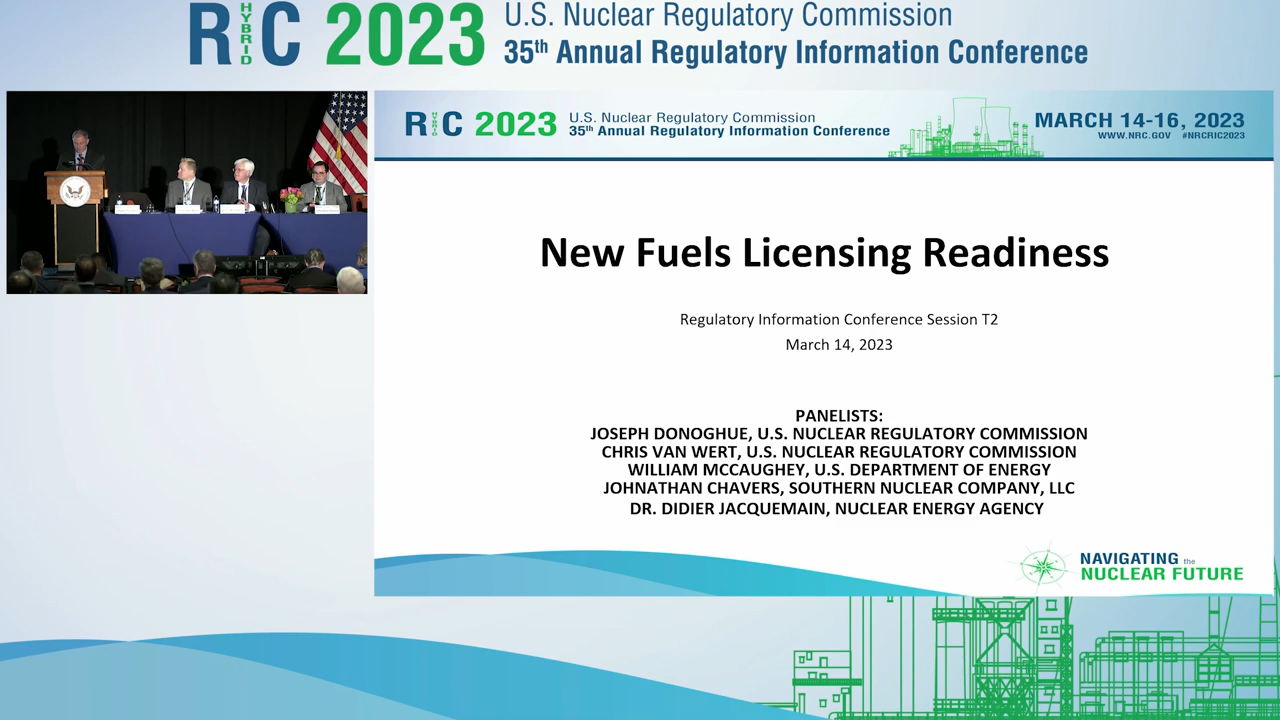 RIC HYBRID 2023
U.S. Nuclear Regulatory Commission
35th Annual Regulatory Information Conference
RIC HYBRID 2023
U.S. Nuclear Regulatory Commission
35th Annual Regulatory Information Conference
MARCH 14-16, 2023
WWW.NRC.GOV #NRCRIC2023
New Fuels Licensing Readiness
Regulatory Information Conference Session T2
March 14, 2023
PANELISTS:
JOSEPH DONOGHUE, U.S. NUCLEAR REGULATORY COMMISSION
CHRIS VAN WERT, U.S. NUCLEAR REGULATORY COMMISSION
WILLIAM MCCAUGHEY, U.S. DEPARTMENT OF ENERGY
JOHNATHAN CHAVERS, SOUTHERN NUCLEAR COMPANY, LLC
DR. DIDIER JACQUEMAIN, NUCLEAR ENERGY AGENCY
NAVIGATING the
NUCLEAR FUTURE